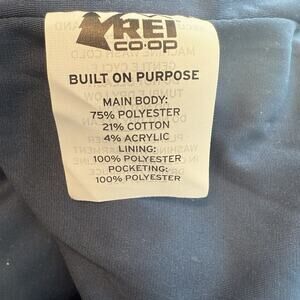 REI
CO·OP
BUILT ON PURPOSE
MAIN BODY:
75% POLYESTER
21% COTTON
4% ACRYLIC
LINING:
100% POLYESTER
POCKETING:
100% POLYESTER